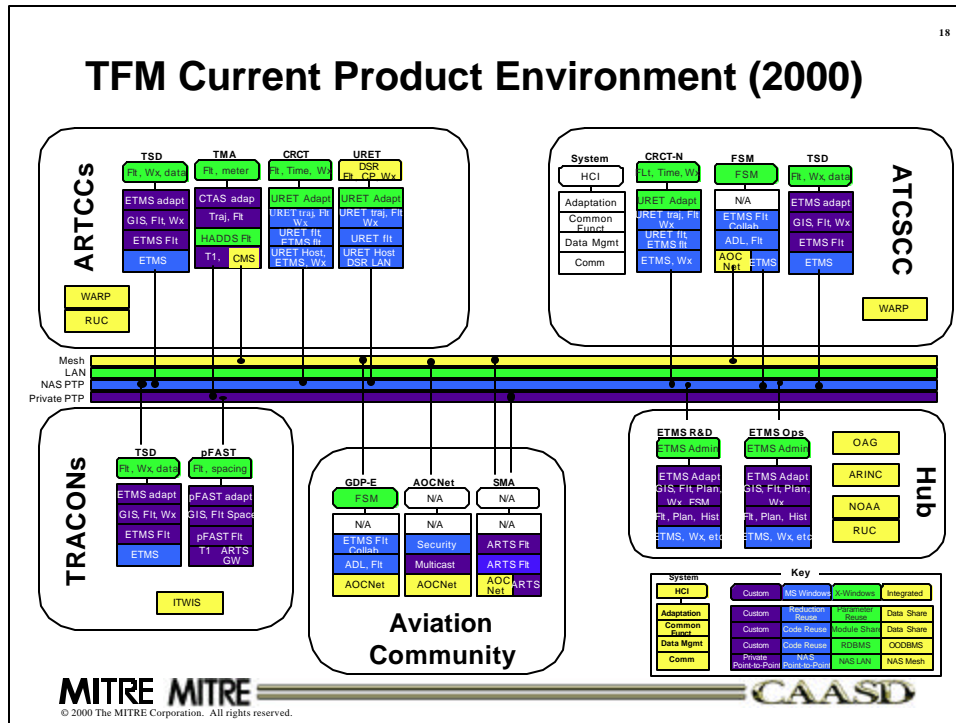 18
TFM Current Product Environment (2000)
ARTCCs
TSD
Flt, Wx, data
ETMS adapt
GIS, Flt, Wx
ETMS Flt
ETMS
TMA
Flt, meter
CTAS adap
Traj, Flt
HADDS Flt
T1,
CMS
CRCT
Flt, Time, Wx
URET Adapt
URET traj, Flt
Wx
URET flt,
ETMS flt
URET Host,
ETMS, Wx
URET
DSR
Flt, CP, Wx
URET Adapt
URET traj, Flt
Wx
URET flt
URET Host
DSR LAN
WARP
RUC
System
HCI
Adaptation
Common
Funct
Data Mgmt
Comm
CRCT-N
FLt, Time, Wx
URET Adapt
URET traj, Flt
Wx
URET flt,
ETMS flt
ETMS, Wx
FSM
FSM
N/A
ETMS Flt
Collab
ADL, Flt
AOC
Net
ETMS
TSD
Flt, Wx, data
ETMS adapt
GIS, Flt, Wx
ETMS Flt
ETMS
ATCSCC
WARP
Mesh
LAN
NAS PTP
Private PTP
TRACONs
TSD
Flt, Wx, data
ETMS adapt
GIS, Flt, Wx
ETMS Flt
ETMS
pFAST
Flt, spacing
pFAST adapt
GIS, Flt Space
pFAST Flt
T1 ARTS
GW
ITWIS
GDP-E
FSM
N/A
ETMS Flt
Collab
ADL, Flt
AOCNet
AOCNet
N/A
N/A
Security
Multicast
AOCNet
SMA
N/A
N/A
ARTS Flt
ARTS Flt
AOC
Net
ARTS
Aviation
Community
ETMS R&D
ETMS Admin
ETMS Adapt
GIS, Flt, Plan,
Wx, FSM
Flt, Plan, Hist
ETMS, Wx, etc
ETMS Ops
ETMS Admin
ETMS Adapt
GIS, Flt, Plan,
Wx
Flt, Plan, Hist
ETMS, Wx, etc
OAG
ARINC
NOAA
RUC
Hub
Key
System
HCI
Custom
MS Windows
X-Windows
Integrated
Adaptation
Custom
Reduction
Reuse
Parameter
Reuse
Data Share
Common
Funct
Custom
Code Reuse
Module Share
Data Share
Data Mgmt
Custom
Code Reuse
RDBMS
OODBMS
Comm
Private
Point-to-Point
NAS
Point-to-Point
NAS LAN
NAS Mesh
MITRE MITRE
CAASD
© 2000 The MITRE Corporation. All rights reserved.